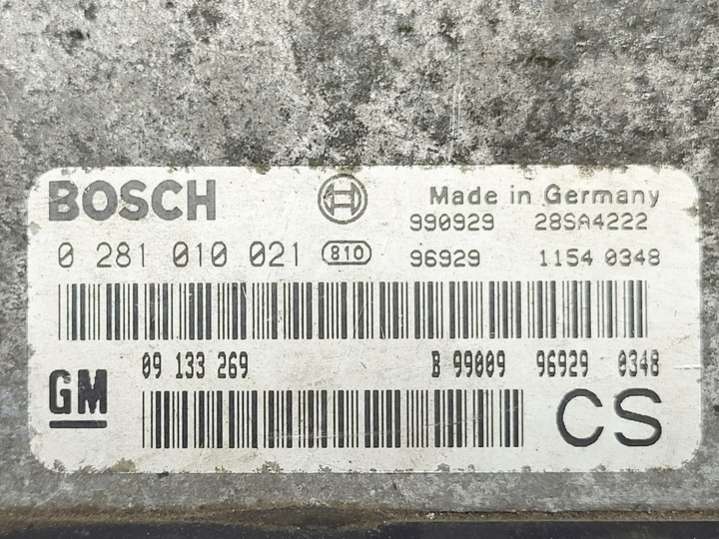 BOSCH Made in Germany
990929 28SA4222
0 281 010 021 810 96929 1154 0348
09 133 269 B 99009 96929 0348
GM CS